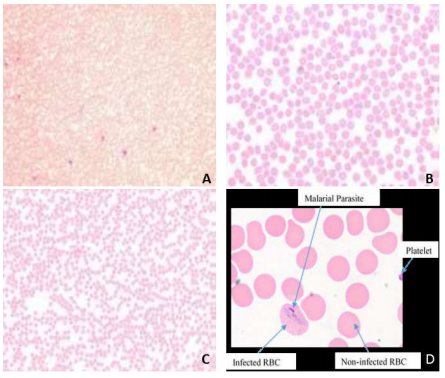 A
B
C
Malarial Parasite
Platelet
Infected RBC
Non-infected RBC
D